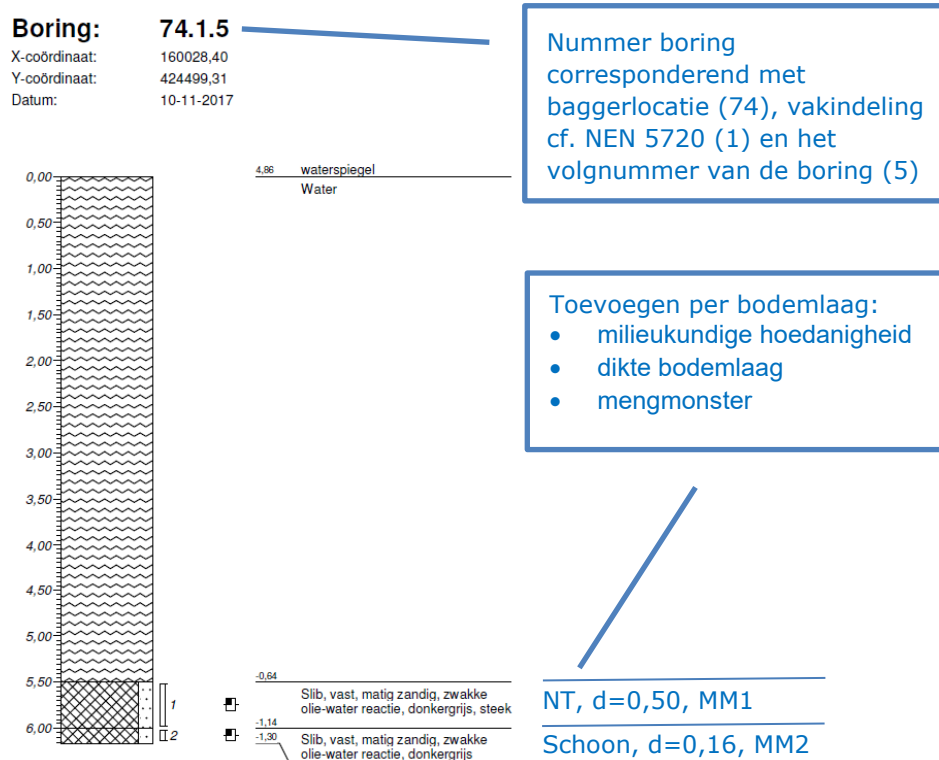 Boring: 74.1.5
X-coördinaat: 160028,40
Y-coördinaat: 424499,31
Datum: 10-11-2017
Nummer boring
corresponderend met
baggerlocatie (74), vakindeling
cf. NEN 5720 (1) en het
volgnummer van de boring (5)
0,00
4,86 waterspiegel
Water
0,50
1,00
1,50
2,00
2,50
3,00
3,50
4,00
4,50
5,00
5,50
6,00
Toevoegen per bodemlaag:
• milieukundige hoedanigheid
• dikte bodemlaag
• mengmonster
-0,64
1
Slib, vast, matig zandig, zwakke
olie-water reactie, donkergrijs, steek
NT, d=0,50, MM1
-1,14
2
-1,30
Slib, vast, matig zandig, zwakke
olie-water reactie, donkergrijs
Schoon, d=0,16, MM2